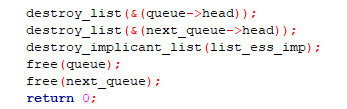 destroy_list(&(queue->head));
destroy_list(&(next_queue->head));
destroy_implicant_list(list_ess_imp);
free(queue);
free(next_queue);
return 0;